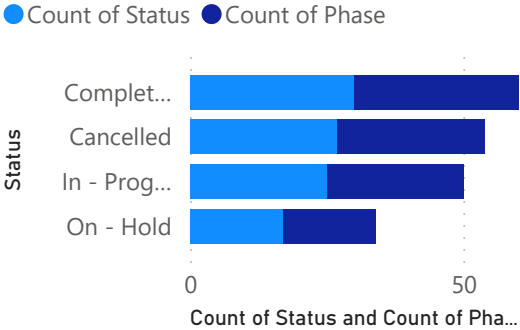 Count of Status Count of Phase
Complet...
Cancelled
In - Prog...
On - Hold
Status
0 50
Count of Status and Count of Pha...